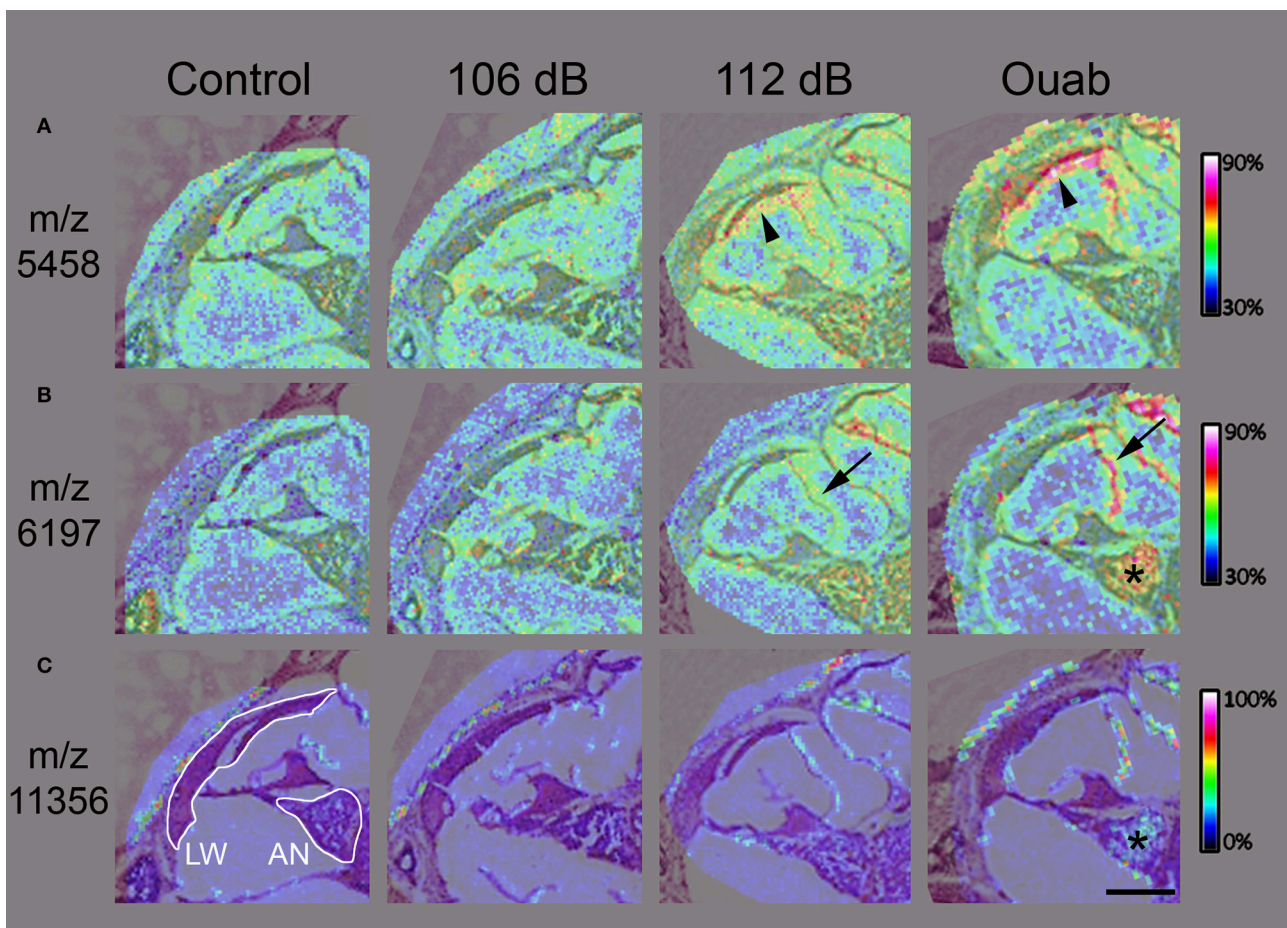 Control 106 dB 112 dB Ouab
A
m/z
5458
90%
30%
B
m/z
6197
*
90%
30%
C
m/z
11356
LW AN
*
100%
0%